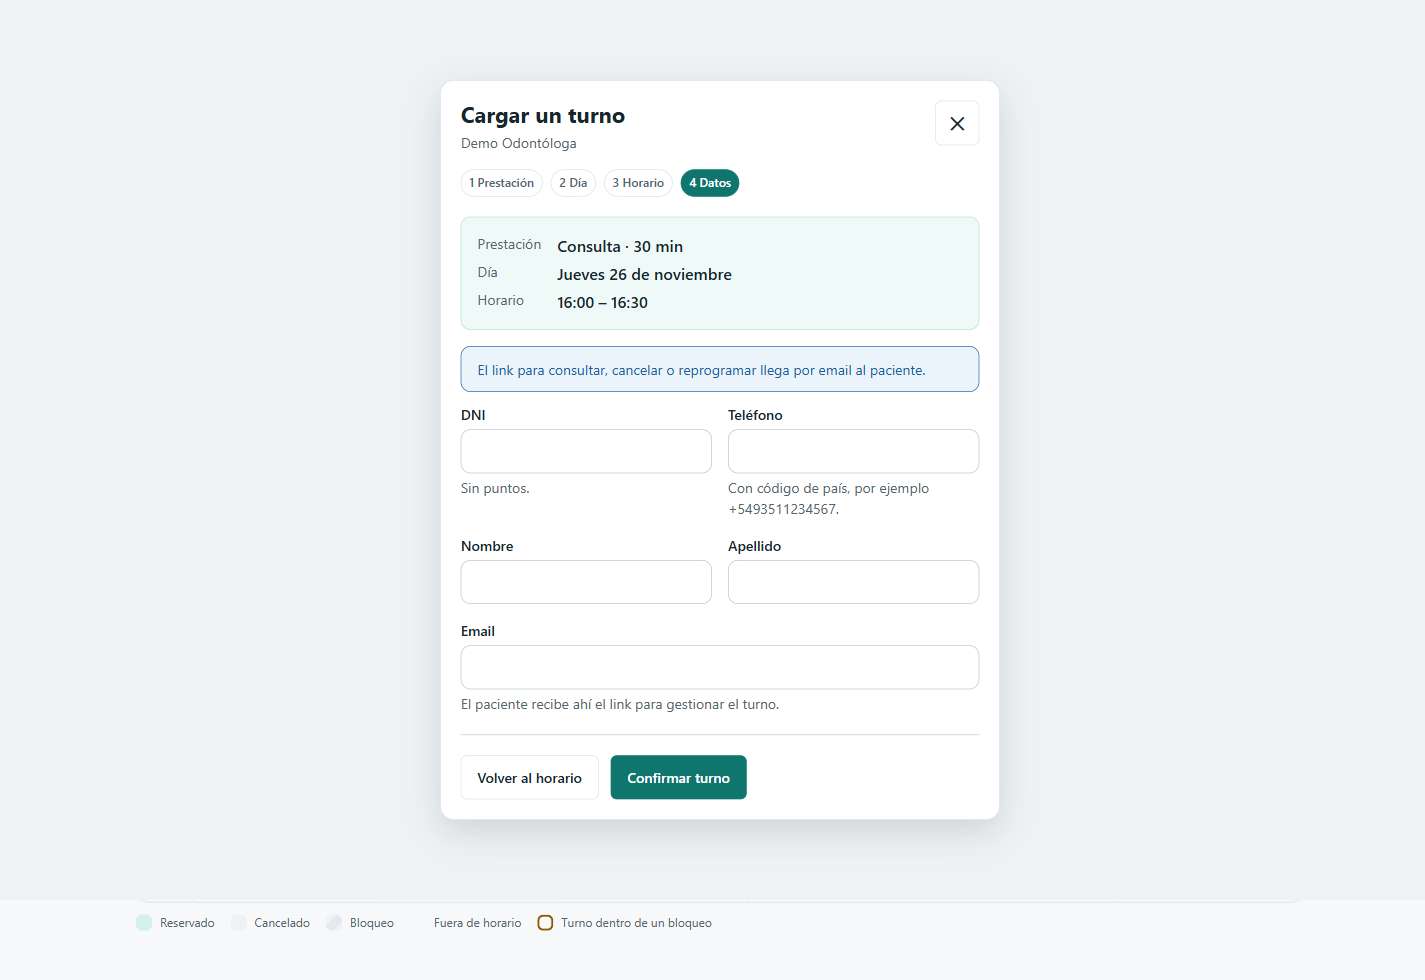 Cargar un turno
Demo Odontóloga
1 Prestación
2 Día
3 Horario
4 Datos
Prestación Consulta · 30 min
Día Jueves 26 de noviembre
Horario 16:00 – 16:30
El link para consultar, cancelar o reprogramar llega por email al paciente.
DNI
Sin puntos.
Teléfono
Con código de país, por ejemplo
+5493511234567.
Nombre
Apellido
Email
El paciente recibe ahí el link para gestionar el turno.
Volver al horario
Confirmar turno
Reservado
Cancelado
Bloqueo
Fuera de horario
Turno dentro de un bloqueo